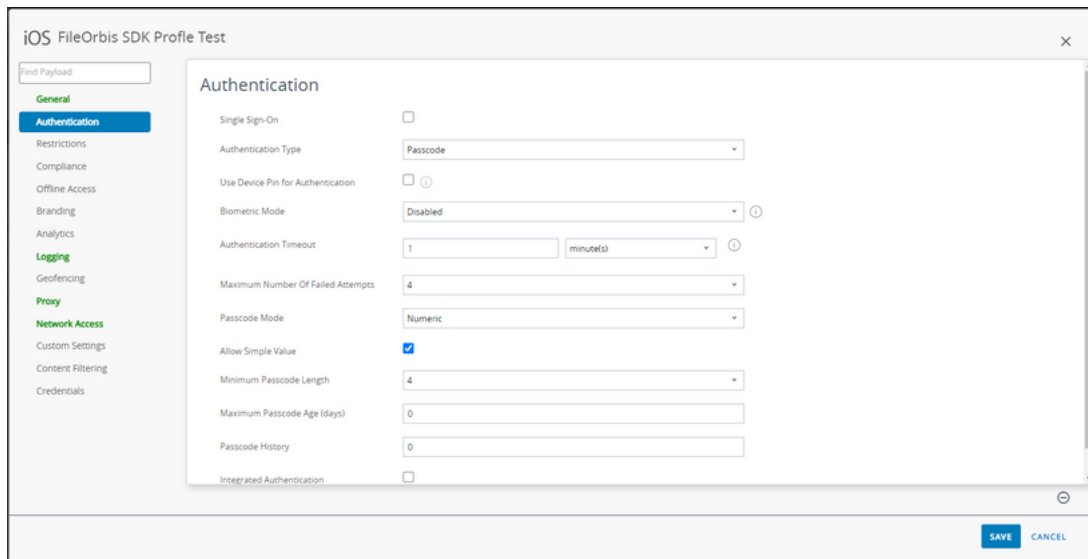 iOS FileOrbis SDK Profle Test
Find Payload
General
Authentication
Restrictions
Compliance
Offline Access
Branding
Analytics
Logging
Geofencing
Proxy
Network Access
Custom Settings
Content Filtering
Credentials
Authentication
Single Sign-On
Authentication Type Passcode
Use Device Pin for Authentication
Biometric Mode Disabled
Authentication Timeout 1 minute(s)
Maximum Number Of Failed Attempts 4
Passcode Mode Numeric
Allow Simple Value
Minimum Passcode Length 4
Maximum Passcode Age (days) 0
Passcode History 0
Integrated Authentication
SAVE CANCEL